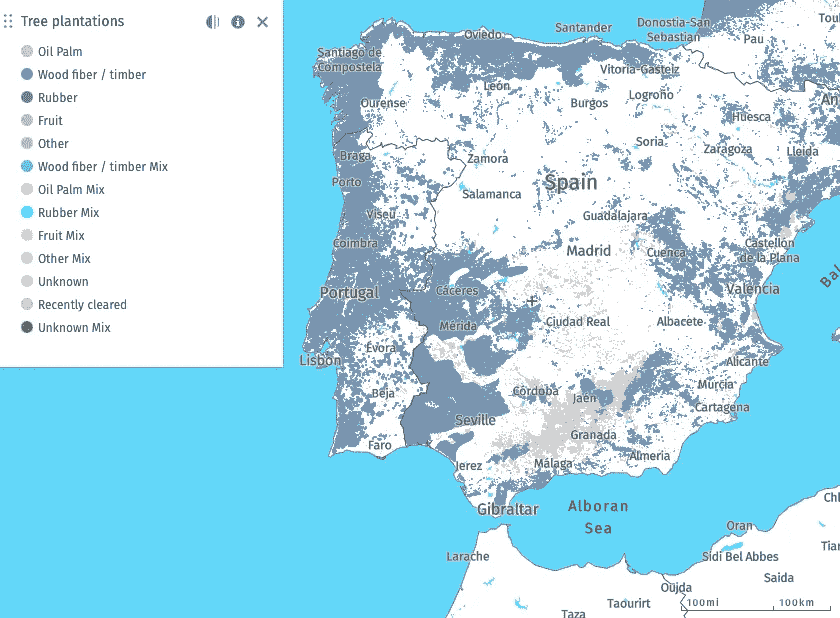 Tree plantations
Oil Palm
Wood fiber / timber
Rubber
Fruit
Other
Wood fiber / timber Mix
Oil Palm Mix
Rubber Mix
Fruit Mix
Other Mix
Unknown
Recently cleared
Unknown Mix
Oviedo
Santander
Donostia-San
Sebastian
Pau
Santiago de
Compostela
Vitoria-Gasteiz
León
Logroño
Ourense
Burgos
Huesca
Soria
Zaragoza
Lleida
Braga
Zamora
Porto
Spain
Salamanca
Viseu
Guadalajara
Coimbra
Madrid
Cuenca
Castellón
de la Plana
Portugal
Cáceres
Valencia
Mérida
Ciudad Real
Albacete
Évora
Lisbon
Alicante
Beja
Córdoba
Jaén
Murcia
Cartagena
Seville
Granada
Faro
Jerez
Málaga
Almeria
Gibraltar
Alboran
Sea
Oran
Larache
Sidi Bel Abbes
Saida
Oujda
Taourirt
Taza
100mi
100km